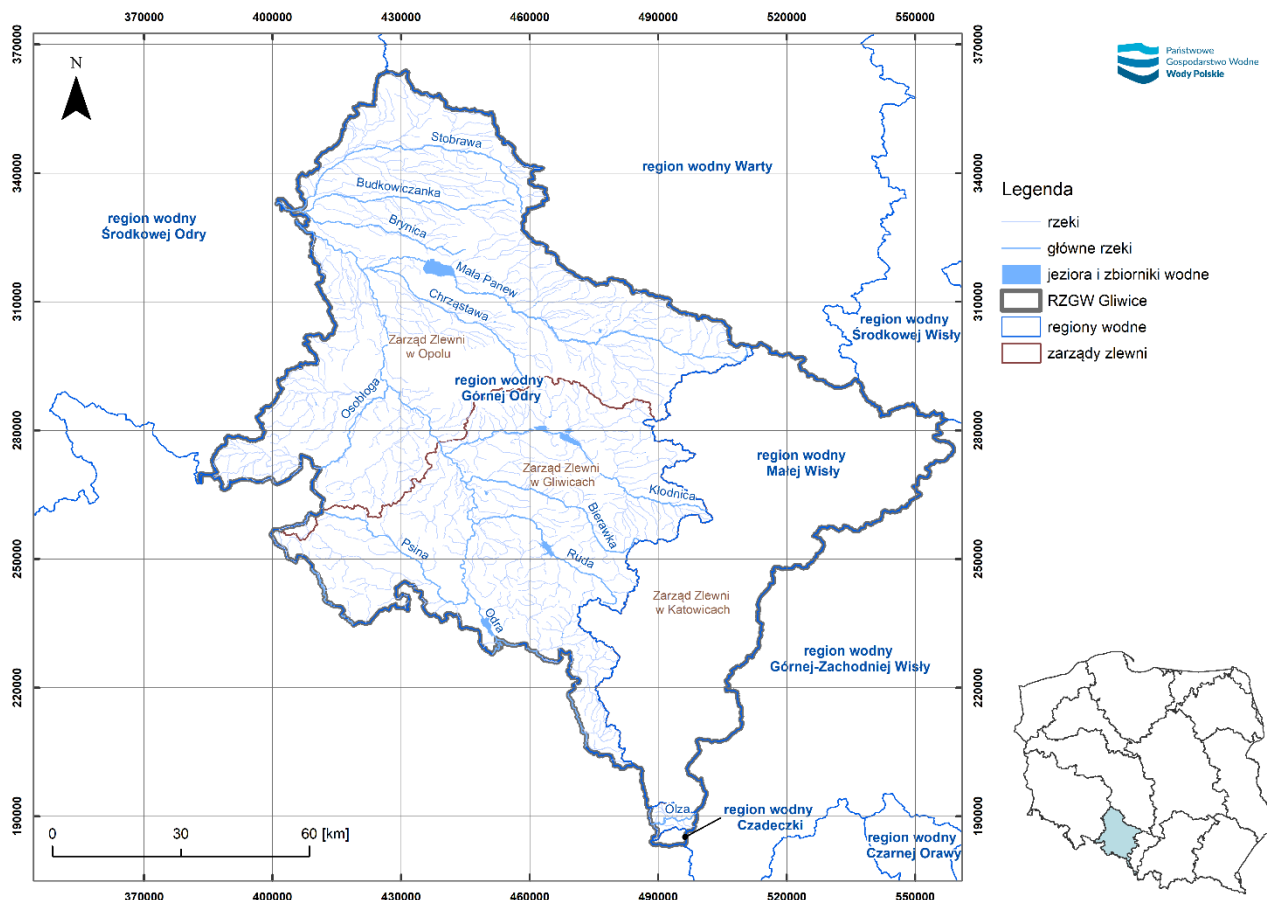 370000 400000 430000 460000 490000 520000 550000
370000
370000
N
Państwowe
Gospodarstwo Wodne
Wody Polskie
Stobrawa
340000
340000
region wodny Warty
Budkowiczanka
Legenda
region wodny
Środkowej Odry
Brynica
rzeki
główne rzeki
jeziora i zbiorniki wodne
RZGW Gliwice
regiony wodne
zarządy zlewni
Mała Panew
Chrząstawa
310000
310000
region wodny
Środkowej Wisły
Zarząd Zlewni
w Opolu
region wodny
Górnej Odry
Osobłoga
280000
280000
region wodny
Małej Wisły
Zarząd Zlewni
w Gliwicach
Kłodnica
Bierawka
250000
250000
Psina
Ruda
Zarząd Zlewni
w Katowicach
Odra
region wodny
Górnej-Zachodniej Wisły
220000
220000
Olza
region wodny
Czadeczki
190000
190000
region wodny
Czarnej Orawy
0 30 60 [km]
370000 400000 430000 460000 490000 520000 550000